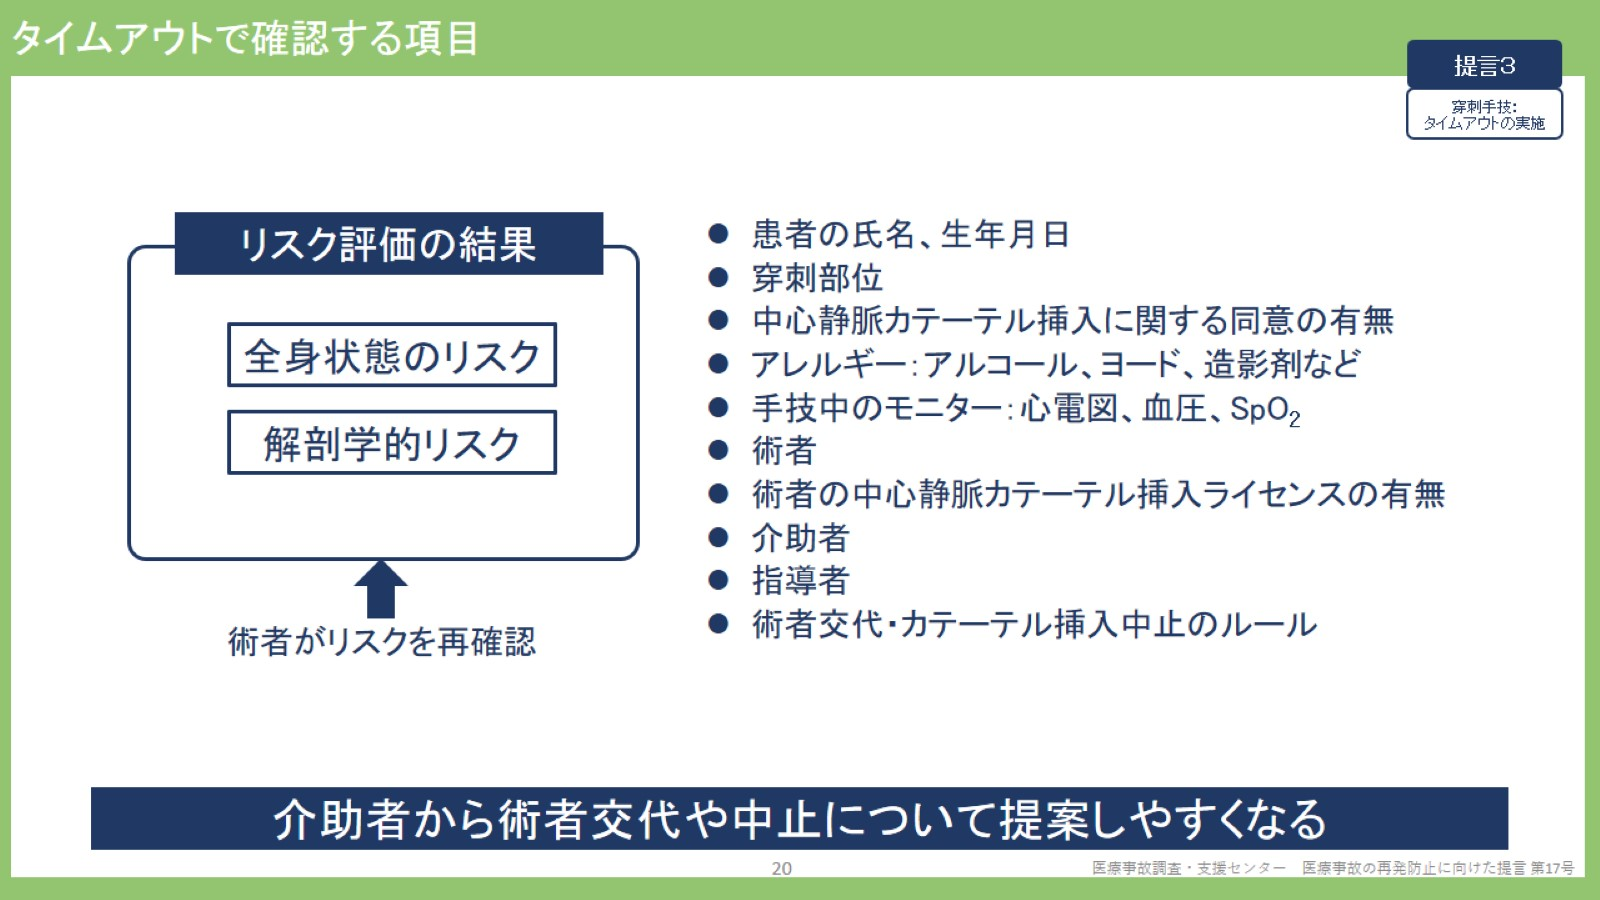 タイムアウトで確認する項目
提言3
穿刺手技：
タイムアウトの実施
リスク評価の結果
全身状態のリスク
解剖学的リスク
術者がリスクを再確認
● 患者の氏名、生年月日
● 穿刺部位
● 中心静脈カテーテル挿入に関する同意の有無
● アレルギー：アルコール、ヨード、造影剤など
● 手技中のモニター：心電図、血圧、SpO₂
● 術者
● 術者の中心静脈カテーテル挿入ライセンスの有無
● 介助者
● 指導者
● 術者交代・カテーテル挿入中止のルール
介助者から術者交代や中止について提案しやすくなる
20
医療事故調査・支援センター　医療事故の再発防止に向けた提言 第17号